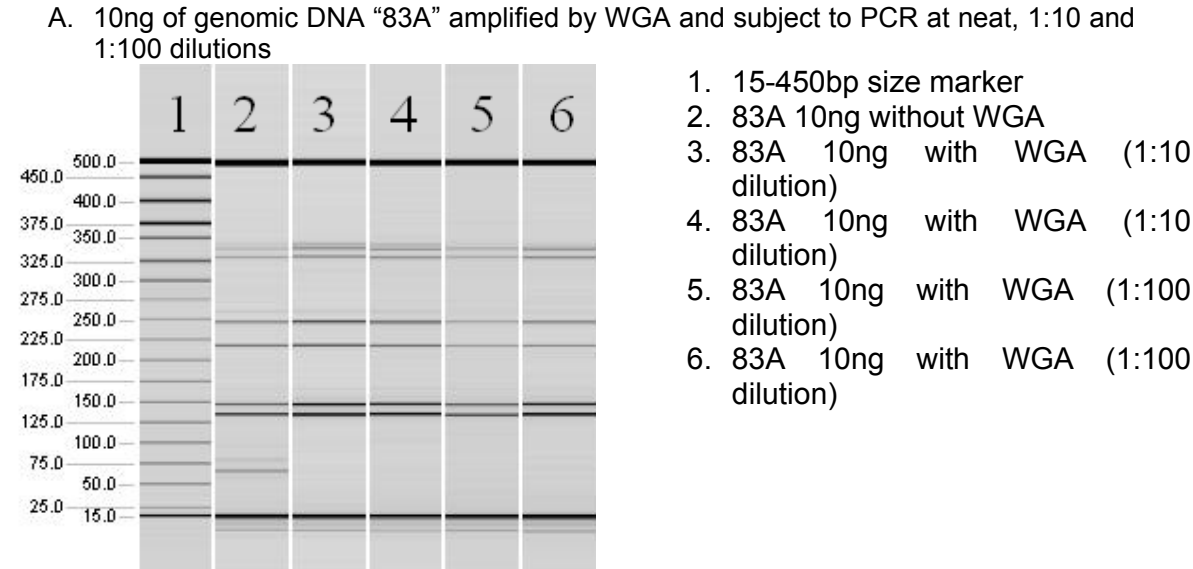 A. 10ng of genomic DNA “83A” amplified by WGA and subject to PCR at neat, 1:10 and
1:100 dilutions
1 2 3 4 5 6
500.0
450.0
400.0
375.0
350.0
325.0
300.0
275.0
250.0
225.0
200.0
175.0
150.0
125.0
100.0
75.0
50.0
25.0
15.0
1. 15-450bp size marker
2. 83A 10ng without WGA
3. 83A 10ng with WGA (1:10
dilution)
4. 83A 10ng with WGA (1:10
dilution)
5. 83A 10ng with WGA (1:100
dilution)
6. 83A 10ng with WGA (1:100
dilution)